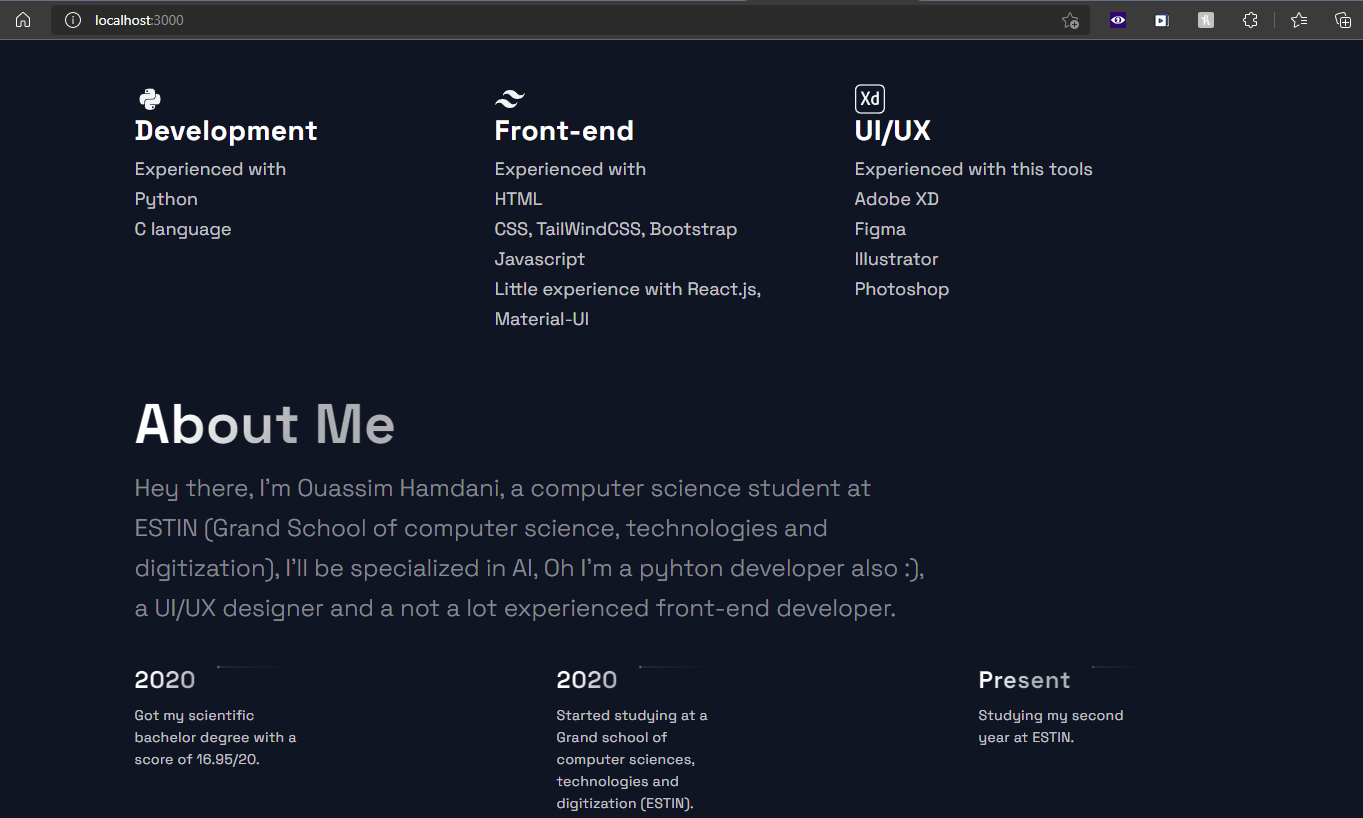 localhost:3000
Xd
Development
Experienced with
Python
C language
Front-end
Experienced with
HTML
CSS, TailWindCSS, Bootstrap
Javascript
Little experience with React.js,
Material-UI
UI/UX
Experienced with this tools
Adobe XD
Figma
Illustrator
Photoshop
About Me
Hey there, I'm Ouassim Hamdani, a computer science student at
ESTIN (Grand School of computer science, technologies and
digitization), I'll be specialized in AI, Oh I'm a pyhton developer also :),
a UI/UX designer and a not a lot experienced front-end developer.
2020
Got my scientific
bachelor degree with a
score of 16.95/20.
2020
Started studying at a
Grand school of
computer sciences,
technologies and
digitization (ESTIN).
Present
Studying my second
year at ESTIN.